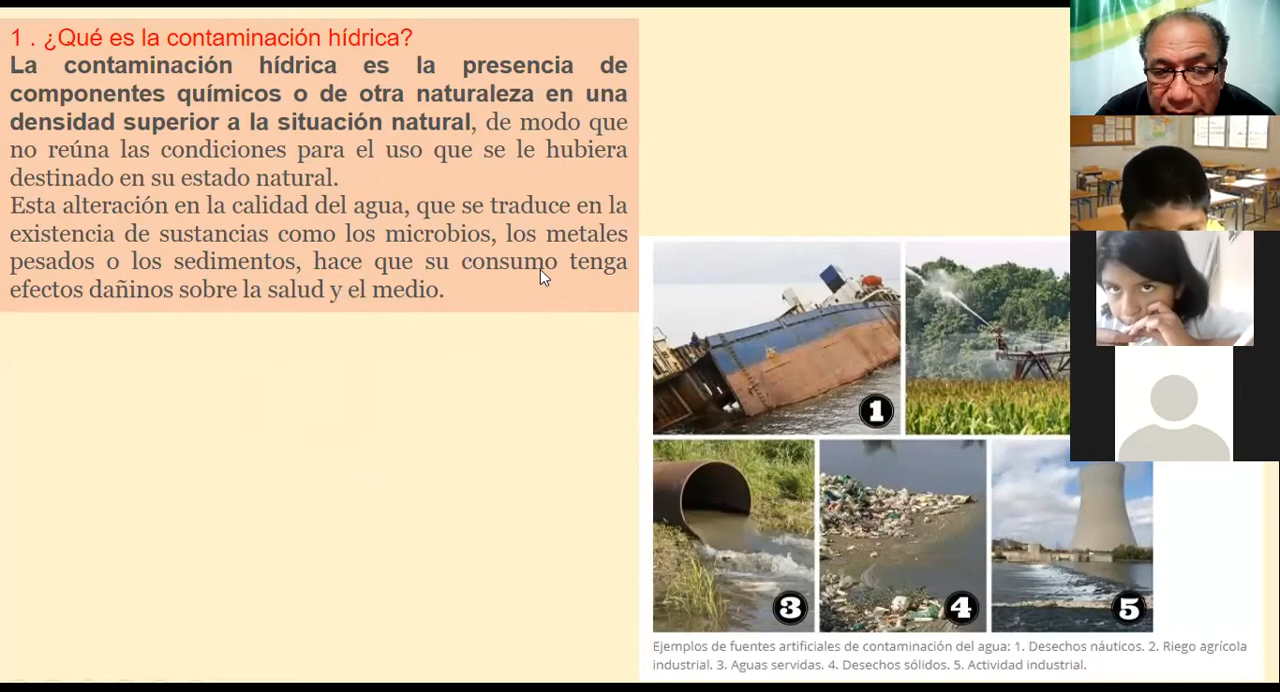 1 . ¿Qué es la contaminación hídrica?
La contaminación hídrica es la presencia de
componentes químicos o de otra naturaleza en una
densidad superior a la situación natural, de modo que
no reúna las condiciones para el uso que se le hubiera
destinado en su estado natural.
Esta alteración en la calidad del agua, que se traduce en la
existencia de sustancias como los microbios, los metales
pesados o los sedimentos, hace que su consumo tenga
efectos dañinos sobre la salud y el medio.
1
3
4
5
Ejemplos de fuentes artificiales de contaminación del agua: 1. Desechos náuticos. 2. Riego agrícola
industrial. 3. Aguas servidas. 4. Desechos sólidos. 5. Actividad industrial.